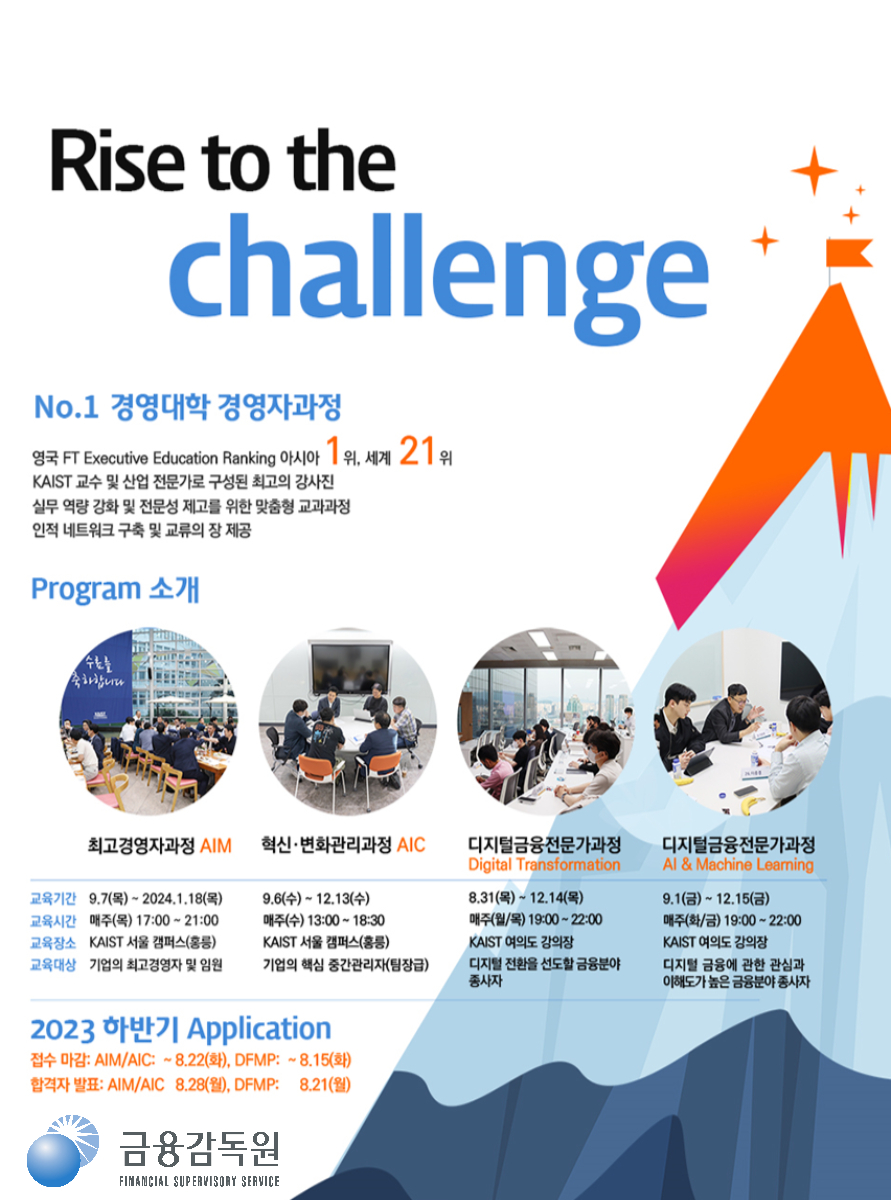 Rise to the
challenge
No.1 경영대학 경영자과정
영국 FT Executive Education Ranking 아시아 1위, 세계 21위
KAIST 교수 및 산업 전문가로 구성된 최고의 강사진
실무 역량 강화 및 전문성 제고를 위한 맞춤형 교과과정
인적 네트워크 구축 및 교류의 장 제공
Program 소개
수료를
축하합니다
최고경영자과정 AIM
혁신·변화관리과정 AIC
디지털금융전문가과정
Digital Transformation
디지털금융전문가과정
AI & Machine Learning
교육기간 9.7(목) ~ 2024.1.18(목) 9.6(수) ~ 12.13(수) 8.31(목) ~ 12.14(목) 9.1(금) ~ 12.15(금)
교육시간 매주(목) 17:00 ~ 21:00 매주(수) 13:00 ~ 18:30 매주(월/목) 19:00 ~ 22:00 매주(화/금) 19:00 ~ 22:00
교육장소 KAIST 서울 캠퍼스(홍릉) KAIST 서울 캠퍼스(홍릉) KAIST 여의도 강의장 KAIST 여의도 강의장
교육대상 기업의 최고경영자 및 임원 기업의 핵심 중간관리자(팀장급) 디지털 전환을 선도할 금융분야 디지털 금융에 관한 관심과
종사자 이해도가 높은 금융분야 종사자
2023 하반기 Application
접수 마감: AIM/AIC: ~ 8.22(화), DFMP: ~ 8.15(화)
합격자 발표: AIM/AIC 8.28(월), DFMP: 8.21(월)
금융감독원
FINANCIAL SUPERVISORY SERVICE